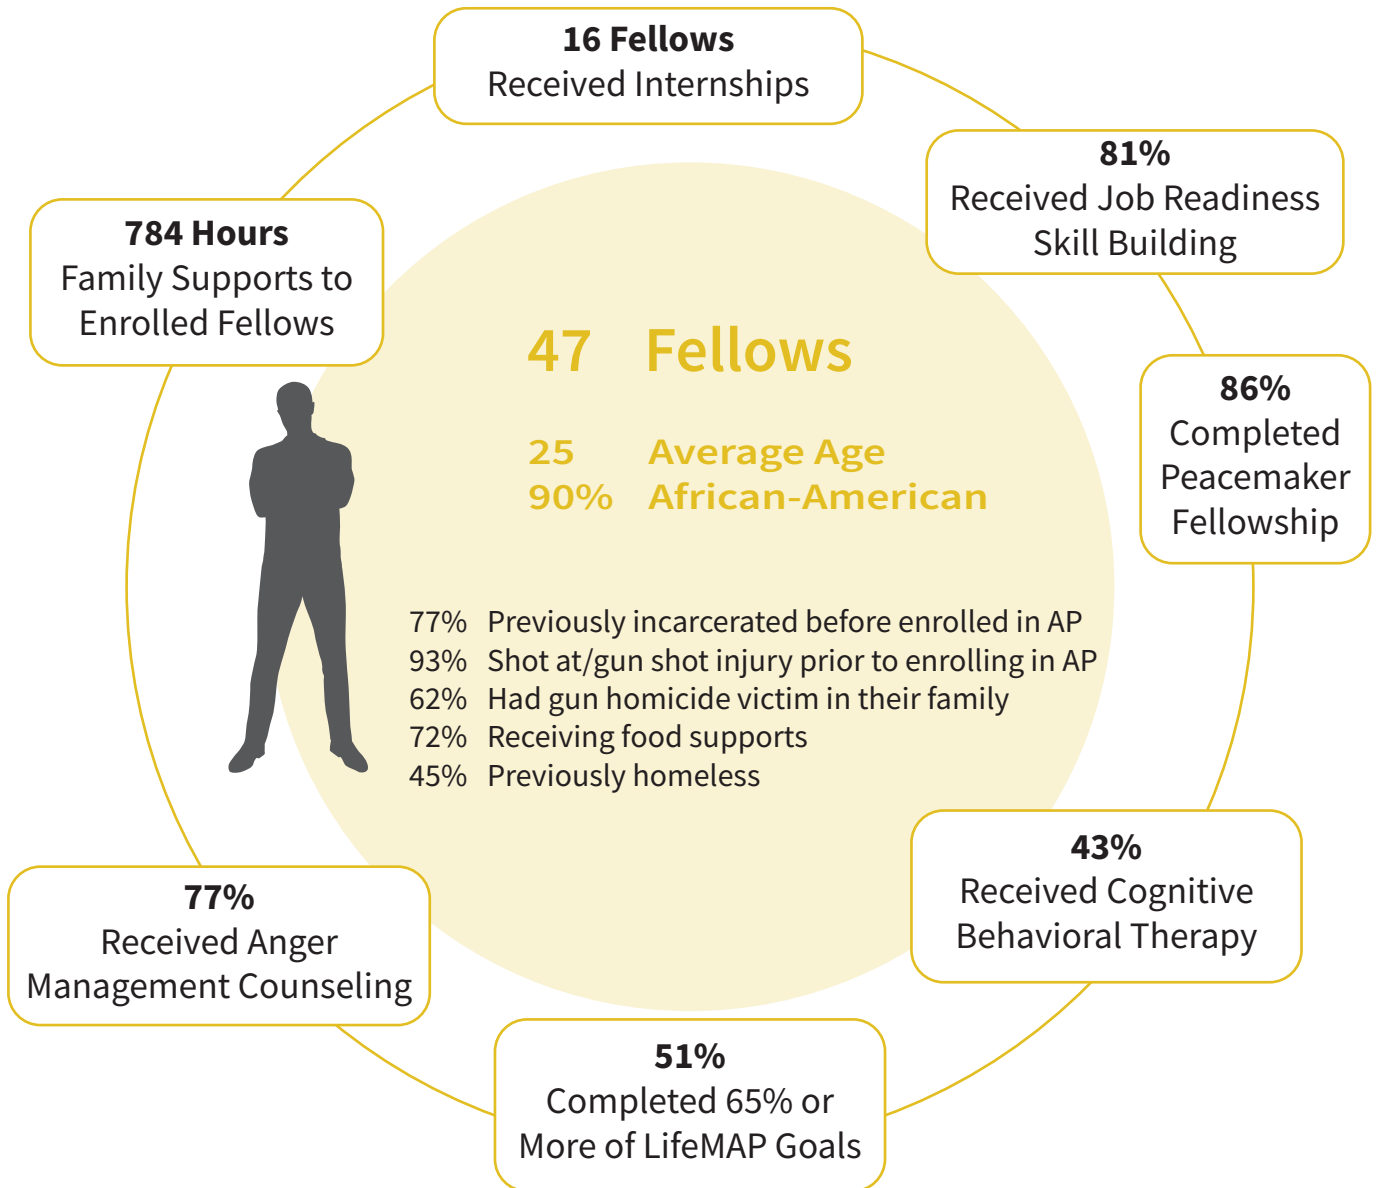 16 Fellows
Received Internships
81%
Received Job Readiness
Skill Building
784 Hours
Family Supports to
Enrolled Fellows
47 Fellows
25 Average Age
90% African-American
86%
Completed
Peacemaker
Fellowship
77% Previously incarcerated before enrolled in AP
93% Shot at/gun shot injury prior to enrolling in AP
62% Had gun homicide victim in their family
72% Receiving food supports
45% Previously homeless
43%
Received Cognitive
Behavioral Therapy
77%
Received Anger
Management Counseling
51%
Completed 65% or
More of LifeMAP Goals